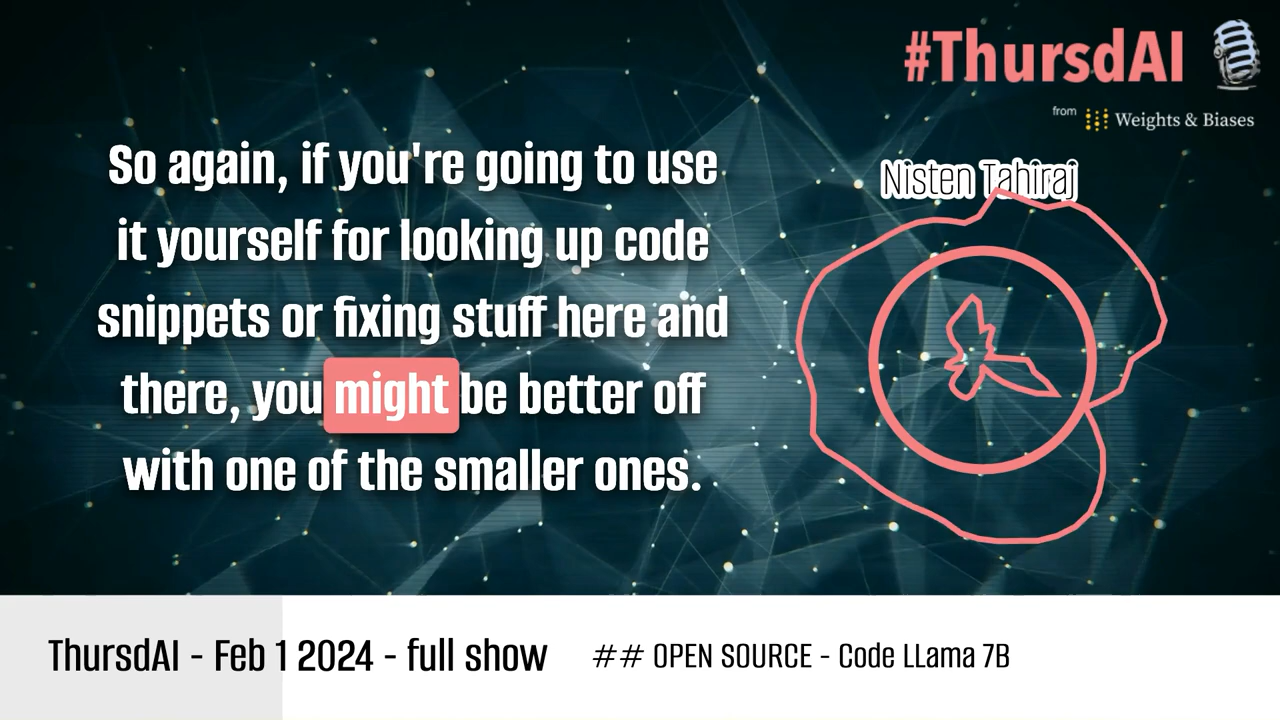 #ThursdAI
from Weights & Biases
Nisten Tahiraj
So again, if you're going to use
it yourself for looking up code
snippets or fixing stuff here and
there, you might be better off
with one of the smaller ones.
ThursdAI - Feb 1 2024 - full show
## OPEN SOURCE - Code LLama 7B